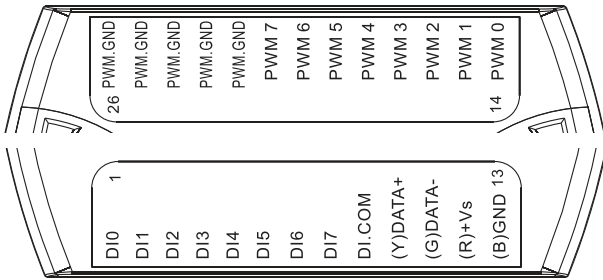 PWM.GND
PWM.GND
PWM.GND
PWM.GND
PWM.GND
PWM 7
PWM 6
PWM 5
PWM 4
PWM 3
PWM 2
PWM 1
PWM 0
26
14
1
13
DI0
DI1
DI2
DI3
DI4
DI5
DI6
DI7
DI.COM
(Y)DATA+
(G)DATA-
(R)+Vs
(B)GND